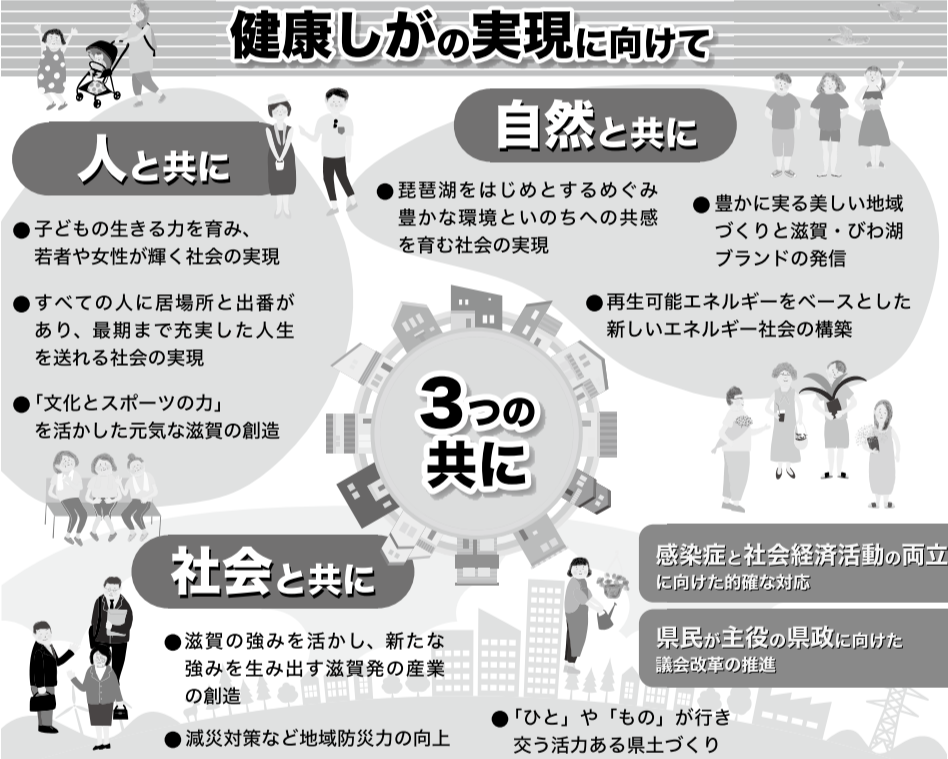 健康しがの実現に向けて
人と共に
●子どもの生きる力を育み、
若者や女性が輝く社会の実現
●すべての人に居場所と出番が
あり、最期まで充実した人生
を送れる社会の実現
●「文化とスポーツの力」
を活かした元気な滋賀の創造
自然と共に
●琵琶湖をはじめとするめぐみ
豊かな環境といのちへの共感
を育む社会の実現
●豊かに実る美しい地域
づくりと滋賀・びわ湖
ブランドの発信
●再生可能エネルギーをベースとした
新しいエネルギー社会の構築
3つの
共に
社会と共に
●滋賀の強みを活かし、新たな
強みを生み出す滋賀発の産業
の創造
●減災対策など地域防災力の向上
●「ひと」や「もの」が行き
交う活力ある県土づくり
感染症と社会経済活動の両立
に向けた的確な対応
県民が主役の県政に向けた
議会改革の推進